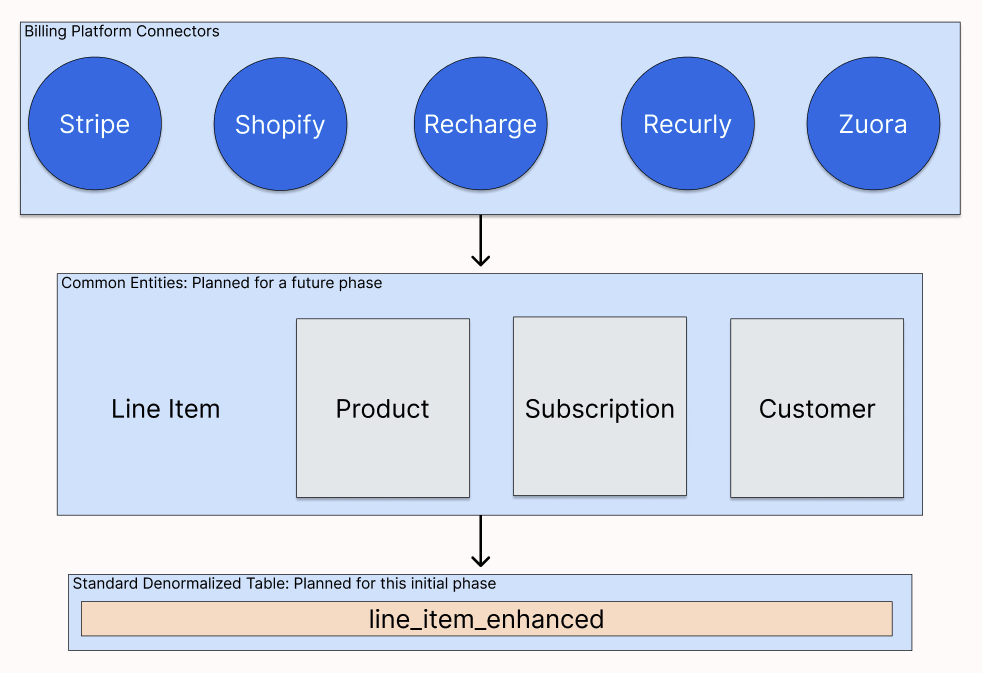 Billing Platform Connectors
Stripe
Shopify
Recharge
Recurly
Zuora
Common Entities: Planned for a future phase
Line Item
Product
Subscription
Customer
Standard Denormalized Table: Planned for this initial phase
line_item_enhanced